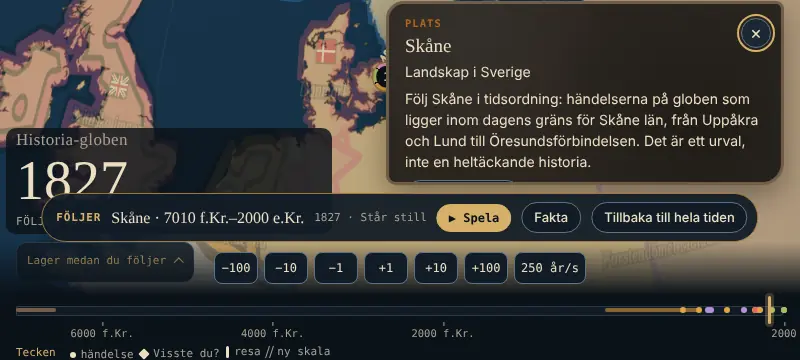 PLATS
Skåne
×
Landskap i Sverige
Följ Skåne i tidsordning: händelserna på globen som
ligger inom dagens gräns för Skåne län, från Uppåkra
och Lund till Öresundsförbindelsen. Det är ett urval,
inte en heltäckande historia.
Historia-globen
1827
FÖLJER Skåne · 7010 f.Kr.–2000 e.Kr. 1827 · Står still ▶ Spela Fakta Tillbaka till hela tiden
Lager medan du följer
−100 −10 −1 +1 +10 +100 250 år/s
6000 f.Kr. 4000 f.Kr. 2000 f.Kr. 2000
Tecken händelse Visste du? resa // ny skala